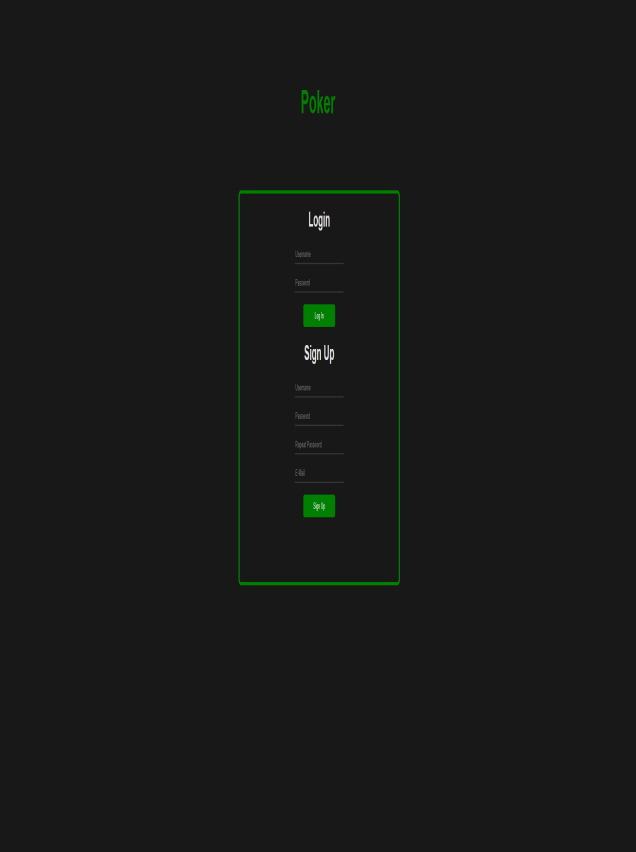 Poker
Login
Username
Password
Log In
Sign Up
Username
Password
Repeat Password
E-Mail
Sign Up